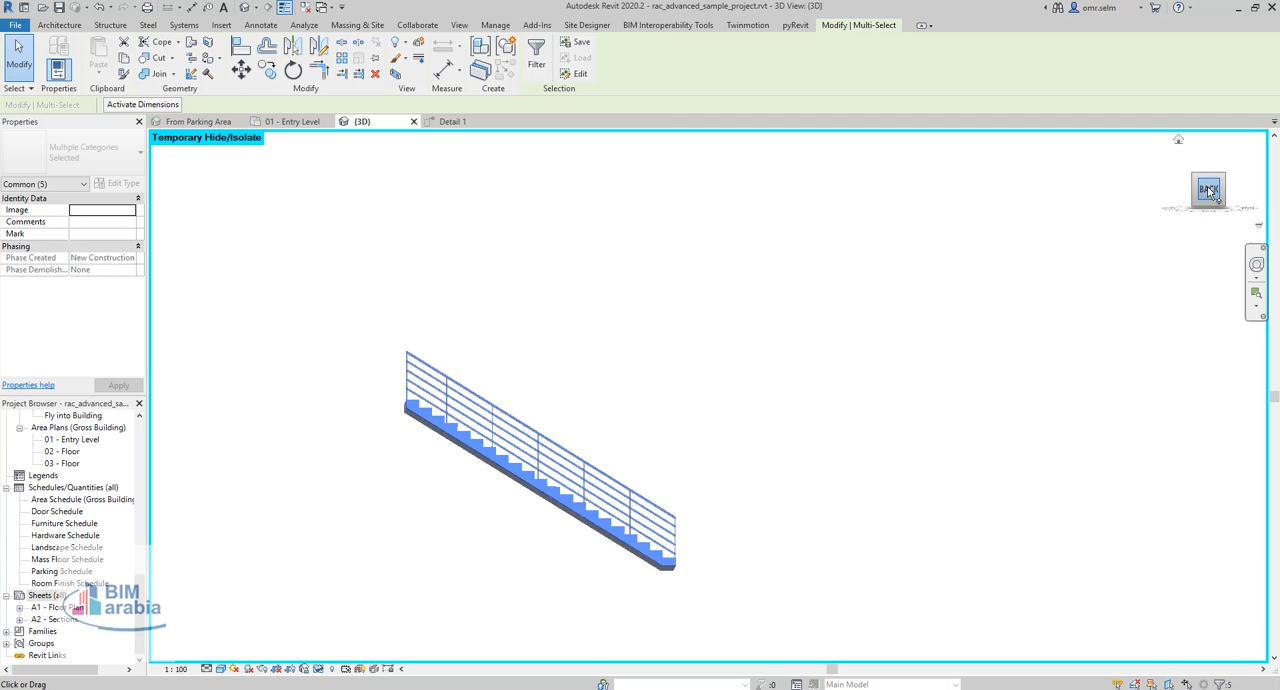 Autodesk Revit 2020.2 - rac_advanced_sample_project.rvt - 3D View: {3D}
omr.selm
File
Architecture
Structure
Steel
Systems
Insert
Annotate
Analyze
Massing & Site
Collaborate
View
Manage
Add-Ins
Site Designer
BIM Interoperability Tools
Twinmotion
pyRevit
Modify | Multi-Select
Modify
Paste
Cope
Cut
Join
Filter
Save
Load
Edit
Select
Properties
Clipboard
Geometry
Modify
View
Measure
Create
Selection
Modify | Multi-Select
Activate Dimensions
Properties
From Parking Area
01 - Entry Level
{3D}
Detail 1
Temporary Hide/Isolate
Multiple Categories
Selected
Common (5)
Edit Type
Identity Data
Image
Comments
Mark
Phasing
Phase Created
New Construction
Phase Demolish...
None
BACK
Properties help
Apply
Project Browser - rac_advanced_sa...
Fly into Building
Area Plans (Gross Building)
01 - Entry Level
02 - Floor
03 - Floor
Legends
Schedules/Quantities (all)
Area Schedule (Gross Building
Door Schedule
Furniture Schedule
Hardware Schedule
Landscape Schedule
Mass Floor Schedule
Parking Schedule
Room Finish Schedule
Sheets (all)
A1 - Floor Plan
A2 - Sections
Families
Groups
Revit Links
BIM
arabia
1 : 100
Click or Drag
:0
Main Model
:5